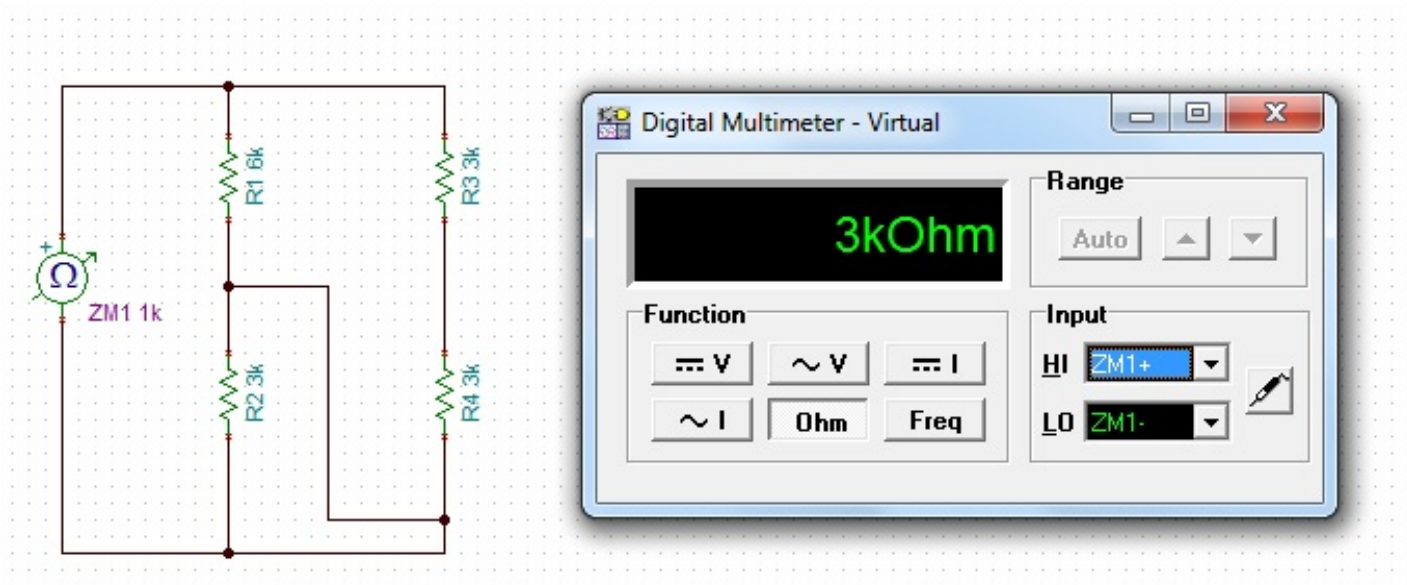 R1 6k
R3 3k
+
Ω
ZM1 1k
R2 3k
R4 3k
Digital Multimeter - Virtual
3kOhm
Range
Auto
Function
V
~ V
I
~ I
Ohm
Freq
Input
HI ZM1+
LO ZM1-